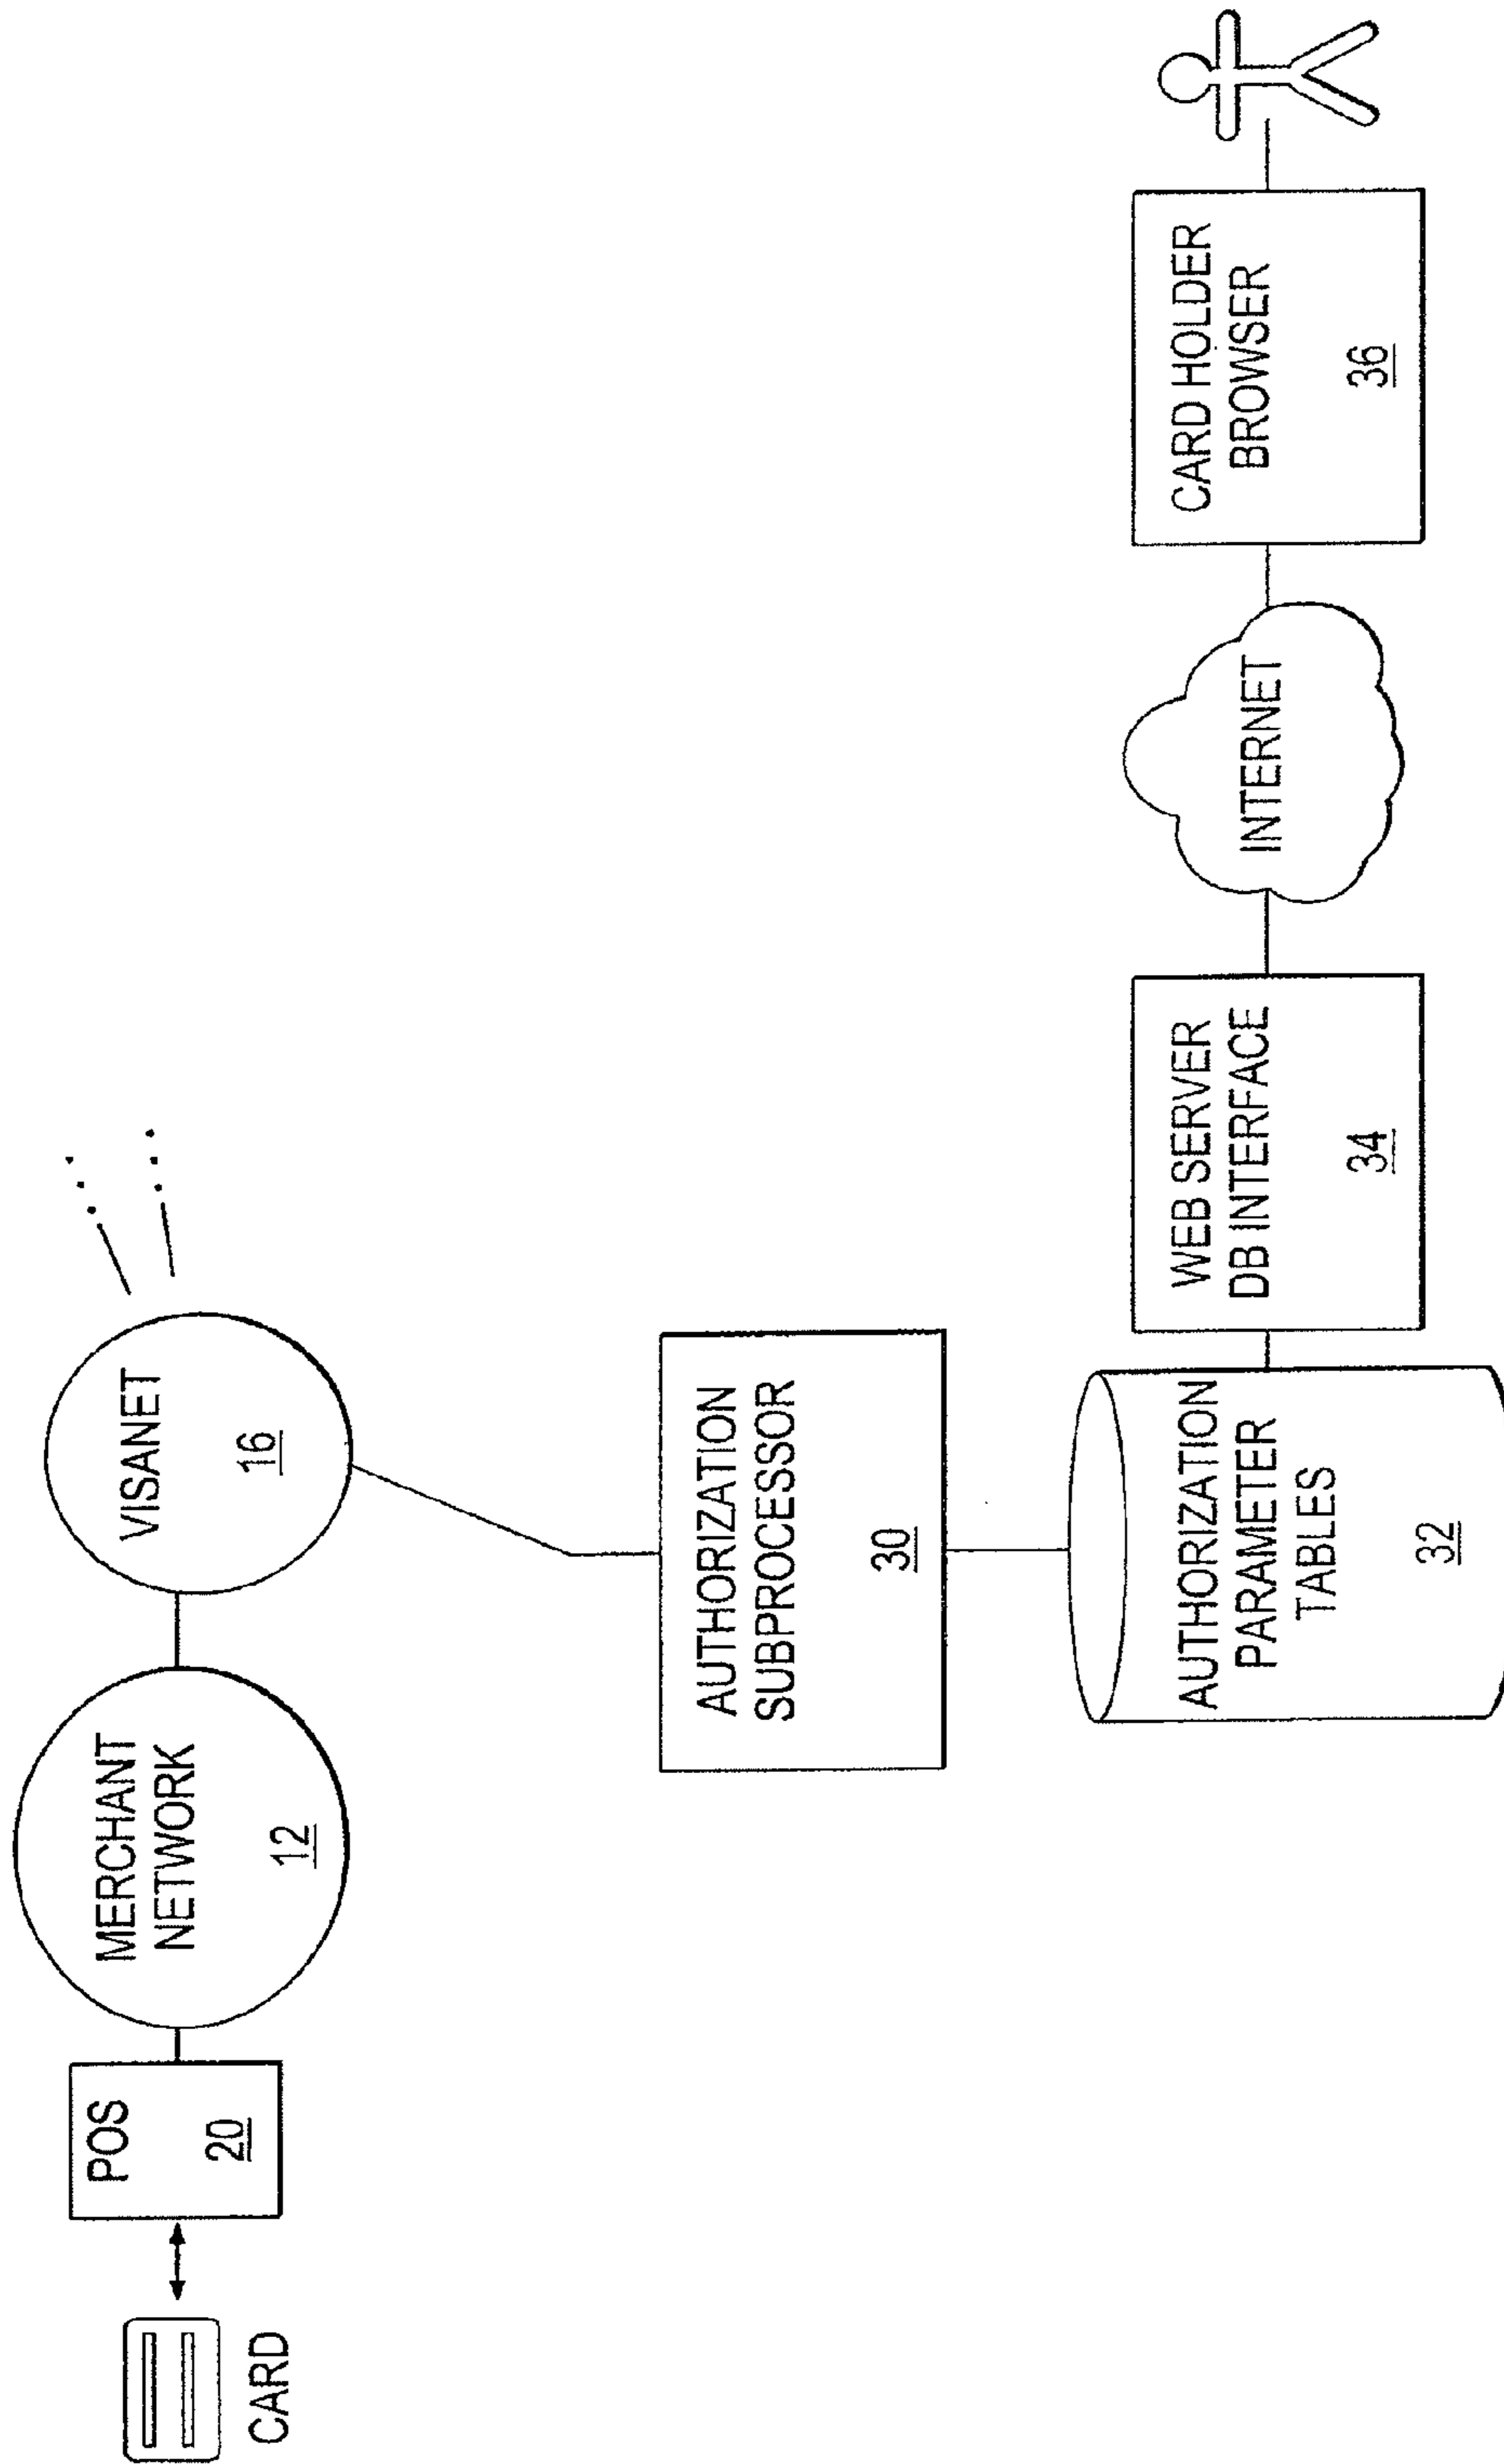 CARD
POS
20
MERCHANT
NETWORK
12
VISANET
16
AUTHORIZATION
SUBPROCESSOR
30
AUTHORIZATION
PARAMETER
TABLES
32
WEB SERVER
DB INTERFACE
34
INTERNET
CARD HOLDER
BROWSER
36